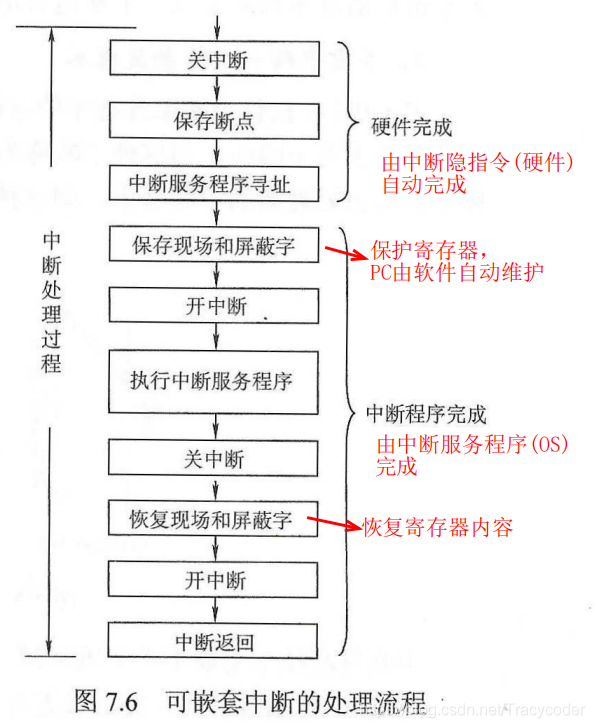 关中断
保存断点
硬件完成
由中断隐指令(硬件)
自动完成
中断服务程序寻址
中断处理过程
保存现场和屏蔽字
保护寄存器，
PC由软件自动维护
开中断
执行中断服务程序
中断程序完成
由中断服务程序(OS)
完成
关中断
恢复现场和屏蔽字
恢复寄存器内容
开中断
中断返回
图 7.6 可嵌套中断的处理流程
blog.csdn.net/Tracycoder